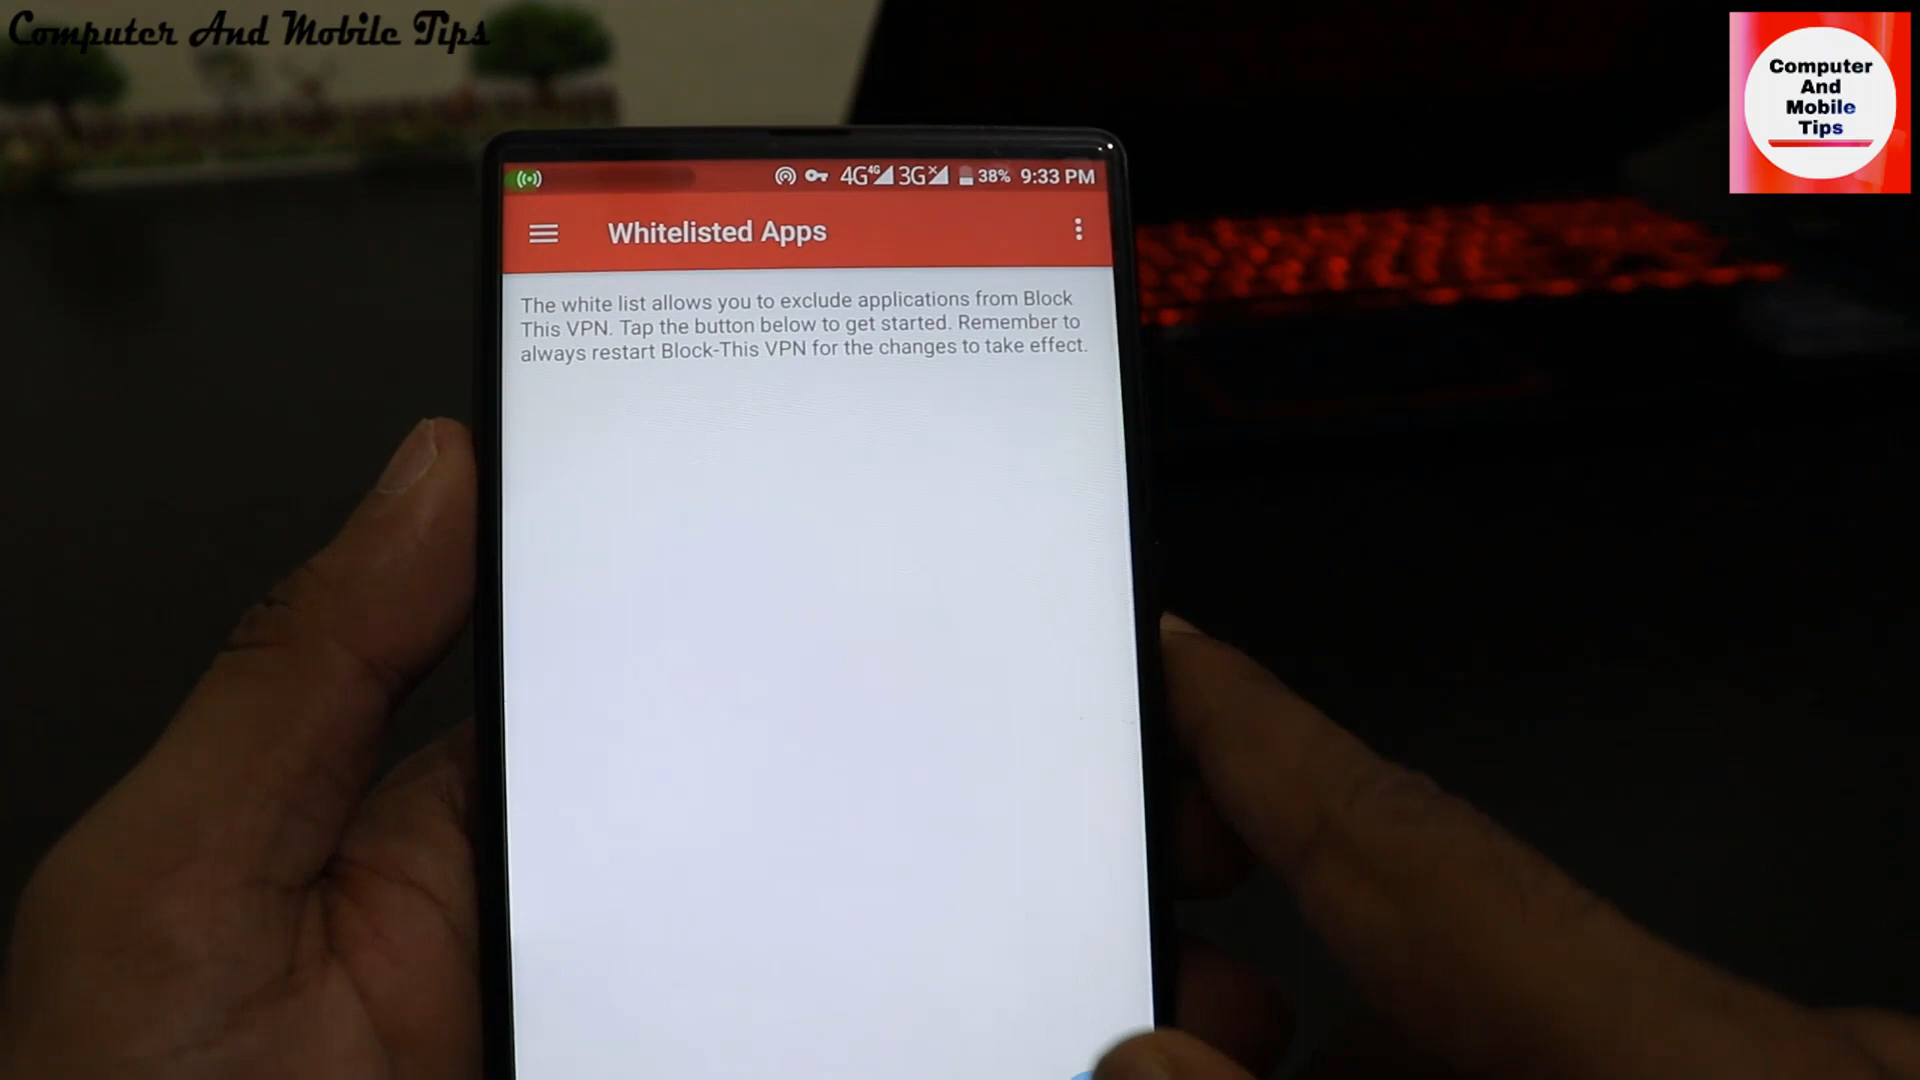 Computer And Mobile Tips
Computer
And
Mobile
Tips
4G 4G 3G 38% 9:33 PM
Whitelisted Apps
The white list allows you to exclude applications from Block
This VPN. Tap the button below to get started. Remember to
always restart Block-This VPN for the changes to take effect.